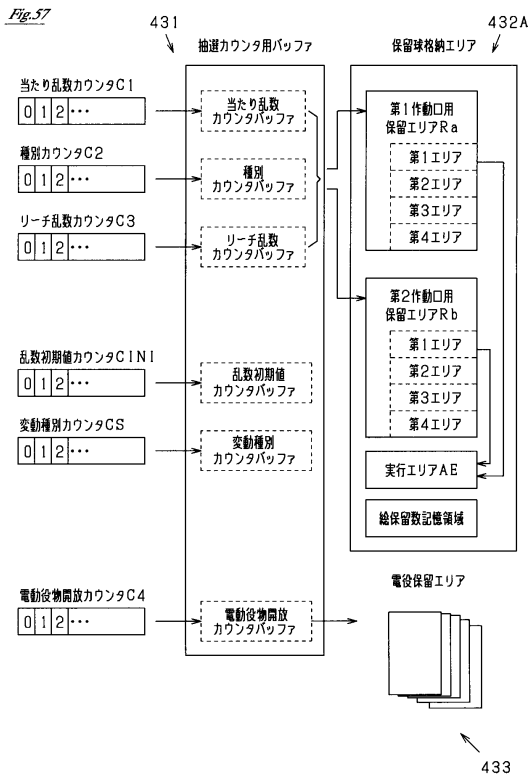 Fig.57
431
432A
抽選カウンタ用バッファ
保留球格納エリア
当たり乱数カウンタC1
0 1 2 ・・・
種別カウンタC2
0 1 2 ・・・
リーチ乱数カウンタC3
0 1 2 ・・・
乱数初期値カウンタCINI
0 1 2 ・・・
変動種別カウンタCS
0 1 2 ・・・
電動役物開放カウンタC4
0 1 2 ・・・
当たり乱数
カウンタバッファ
種別
カウンタバッファ
リーチ乱数
カウンタバッファ
乱数初期値
カウンタバッファ
変動種別
カウンタバッファ
電動役物開放
カウンタバッファ
第1作動口用
保留エリアRa
第1エリア
第2エリア
第3エリア
第4エリア
第2作動口用
保留エリアRb
第1エリア
第2エリア
第3エリア
第4エリア
実行エリアAE
総保留数記憶領域
電役保留エリア
433